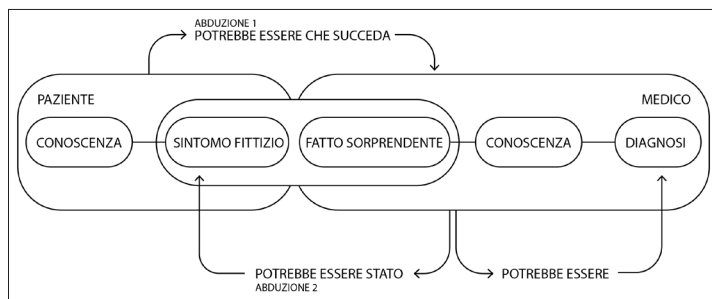 ABDUZIONE 1
POTREBBE ESSERE CHE SUCCEDA
PAZIENTE
MEDICO
CONOSCENZA
SINTOMO FITTIZIO
FATTO SORPRENDENTE
CONOSCENZA
DIAGNOSI
POTREBBE ESSERE STATO
ABDUZIONE 2
POTREBBE ESSERE